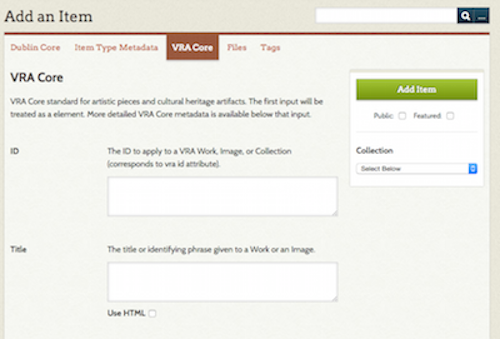 Add an Item
...
Dublin Core Item Type Metadata VRA Core Files Tags
VRA Core
VRA Core standard for artistic pieces and cultural heritage artifacts. The first input will
be treated as a element. More detailed VRA Core metadata is available below that input.
Add Item
Public Featured
Collection
Select Below
ID
The ID to apply to a VRA Work, Image, or Collection
(corresponds to vra id attribute).
Title
The title or identifying phrase given to a Work or an Image.
Use HTML